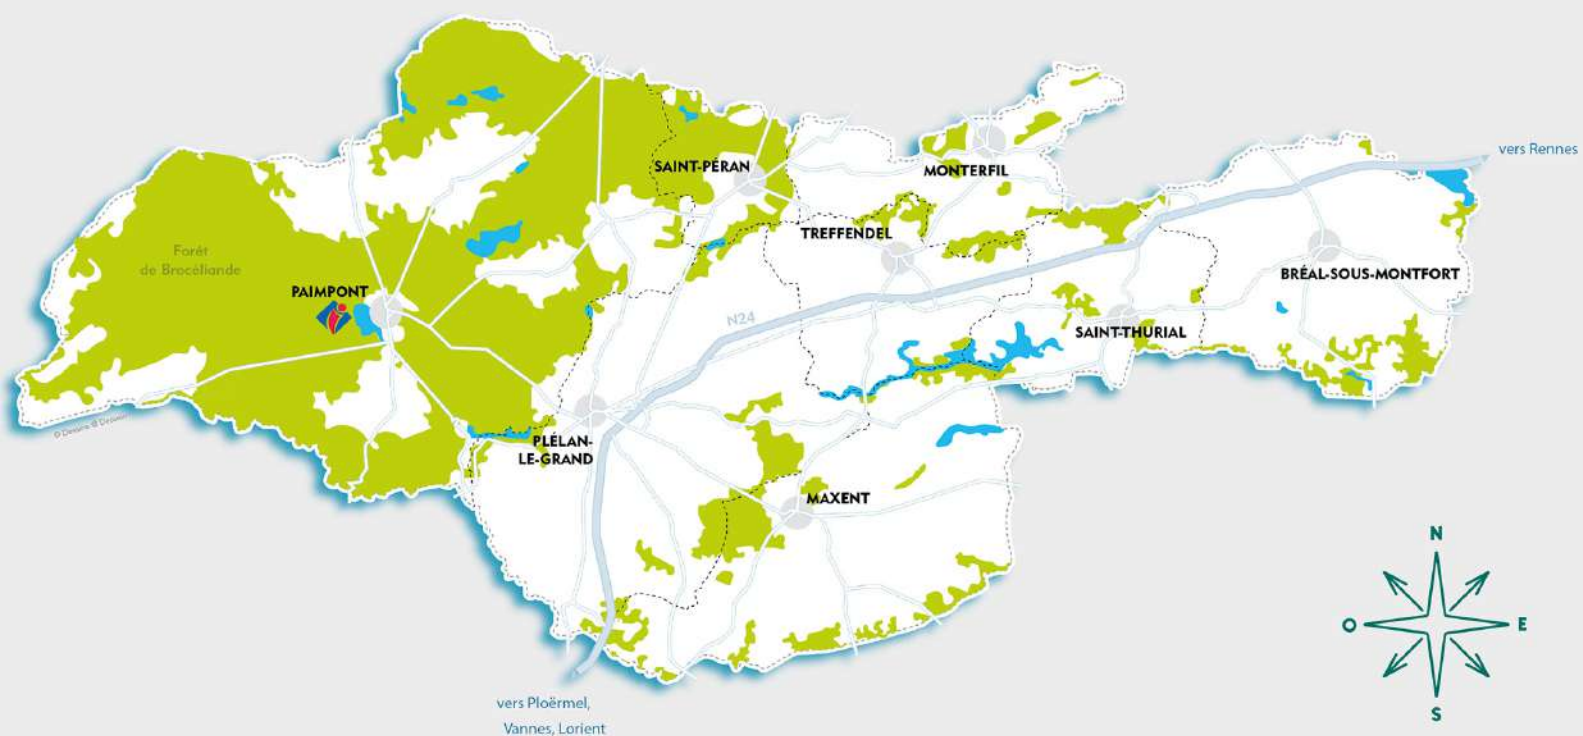 vers Rennes
SAINT-PÉRAN
MONTERFIL
TREFFENDEL
Forêt
de Brocéliande
BRÉAL-SOUS-MONTFORT
PAIMPONT
N24
SAINT-THURIAL
PLÉLAN-
LE-GRAND
MAXENT
N
O
E
S
vers Ploërmel,
Vannes, Lorient